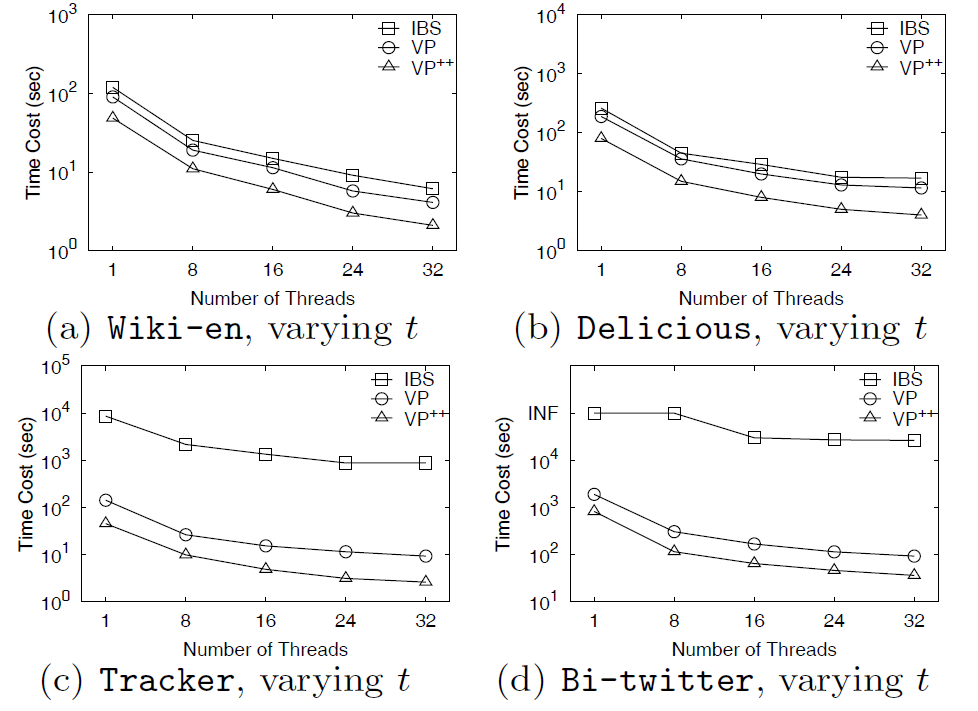 10^3
10^2
10^1
10^0
Time Cost (sec)
IBS
VP
VP^++
1 8 16 24 32
Number of Threads
(a) Wiki-en, varying t
10^4
10^3
10^2
10^1
10^0
Time Cost (sec)
IBS
VP
VP^++
1 8 16 24 32
Number of Threads
(b) Delicious, varying t
10^5
10^4
10^3
10^2
10^1
10^0
Time Cost (sec)
IBS
VP
VP^++
1 8 16 24 32
Number of Threads
(c) Tracker, varying t
INF
10^4
10^3
10^2
10^1
Time Cost (sec)
IBS
VP
VP^++
1 8 16 24 32
Number of Threads
(d) Bi-twitter, varying t